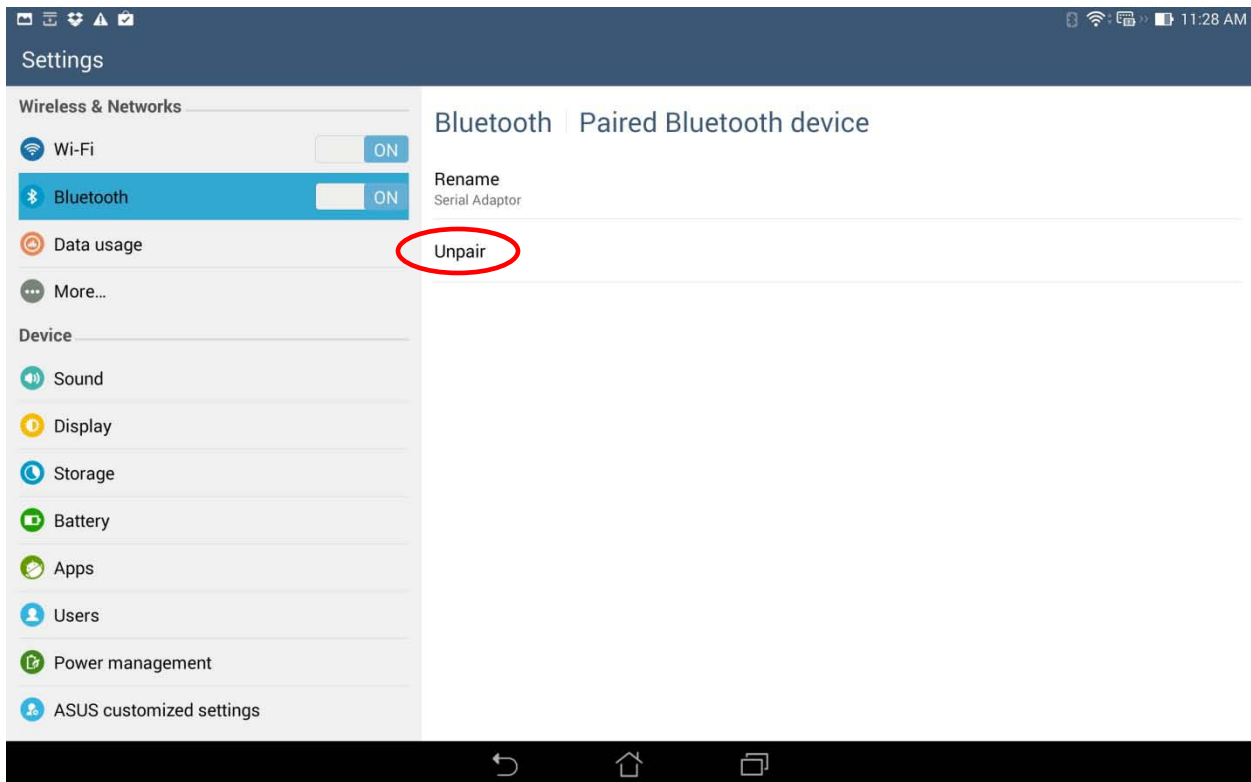 11:28 AM
Settings
Wireless & Networks
Wi-Fi
ON
Bluetooth
ON
Data usage
More...
Device
Sound
Display
Storage
Battery
Apps
Users
Power management
ASUS customized settings
Bluetooth | Paired Bluetooth device
Rename
Serial Adaptor
Unpair